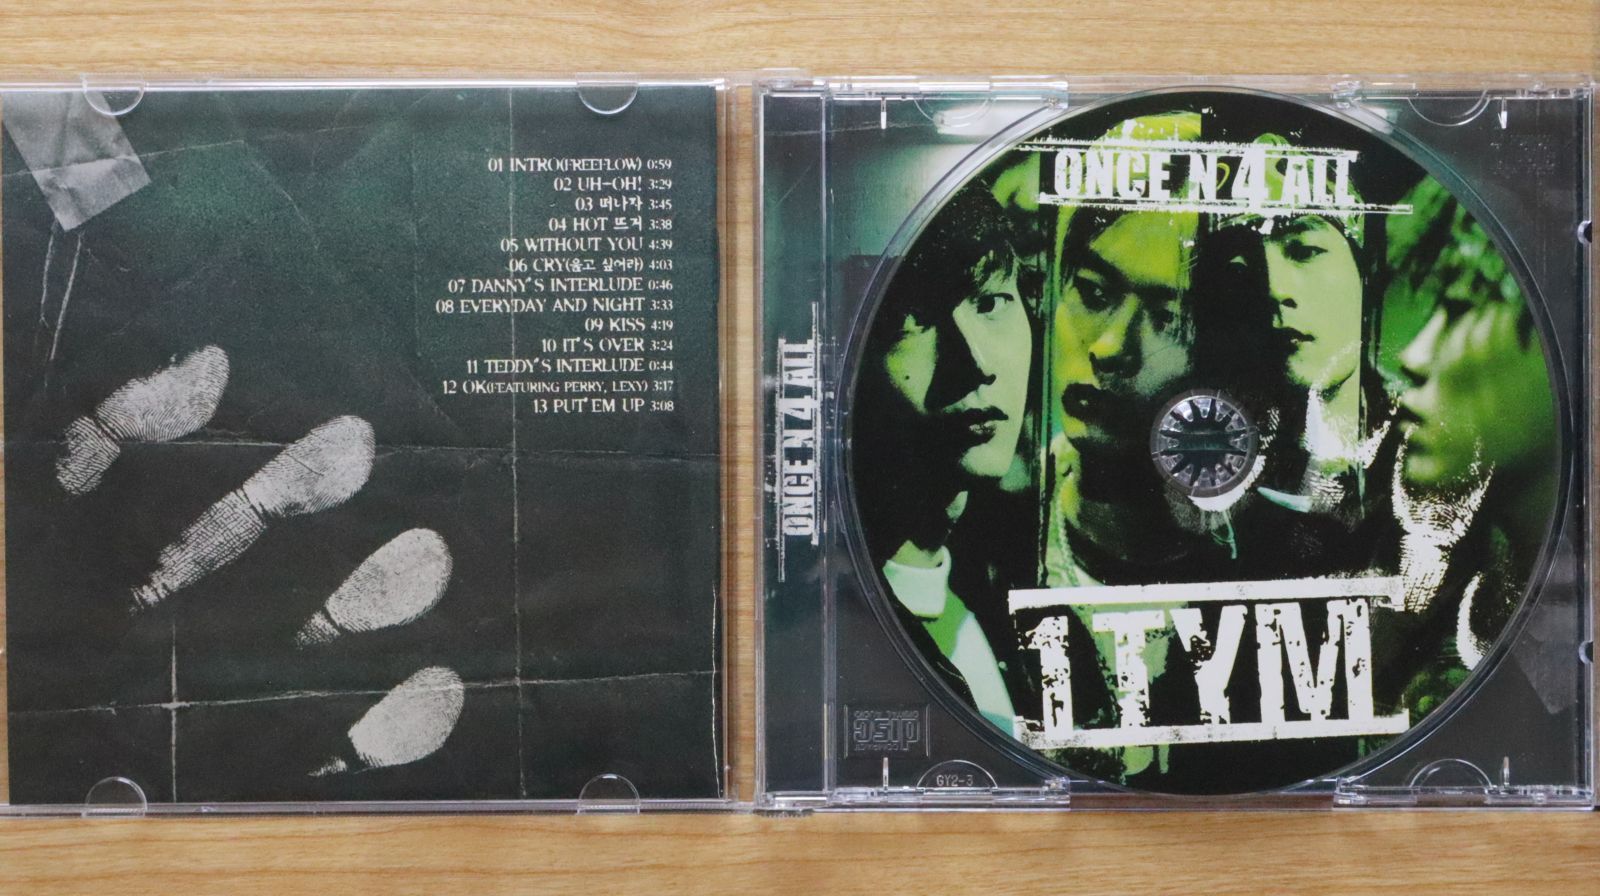 01 INTRO(FREEFLOW) 0:59
02 UH-OH! 3:29
03 떠나자 3:45
04 HOT 뜨거 3:38
05 WITHOUT YOU 4:39
06 CRY(울고 싶어라) 4:03
07 DANNY'S INTERLUDE 0:46
08 EVERYDAY AND NIGHT 3:33
09 KISS 4:19
10 IT'S OVER 3:24
11 TEDDY'S INTERLUDE 0:44
12 OK(FEATURING PERRY, LEXY) 3:17
13 PUT'EM UP 3:08
ONCE N 4 ALL
ONCE N 4 ALL
1TYM
COMPACT
disc
DIGITAL AUDIO
GY2-3